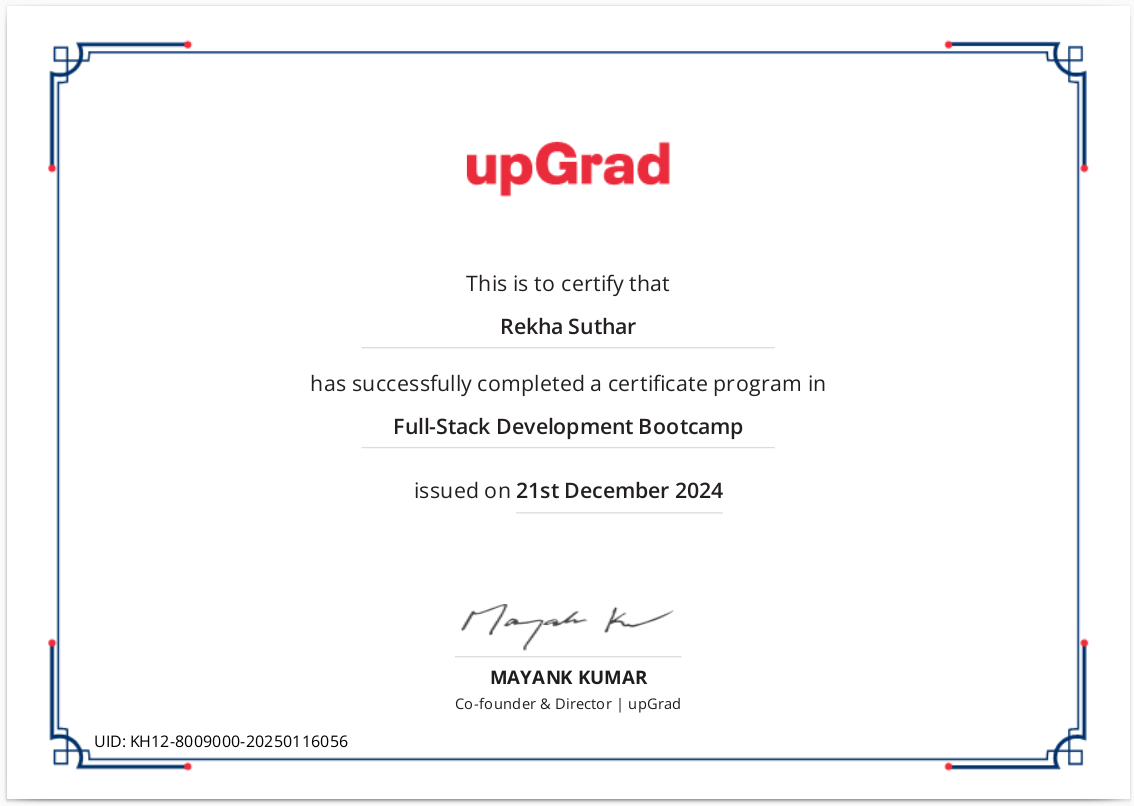 upGrad
This is to certify that
Rekha Suthar
has successfully completed a certificate program in
Full-Stack Development Bootcamp
issued on 21st December 2024
Mayank Ku
MAYANK KUMAR
Co-founder & Director | upGrad
UID: KH12-8009000-20250116056